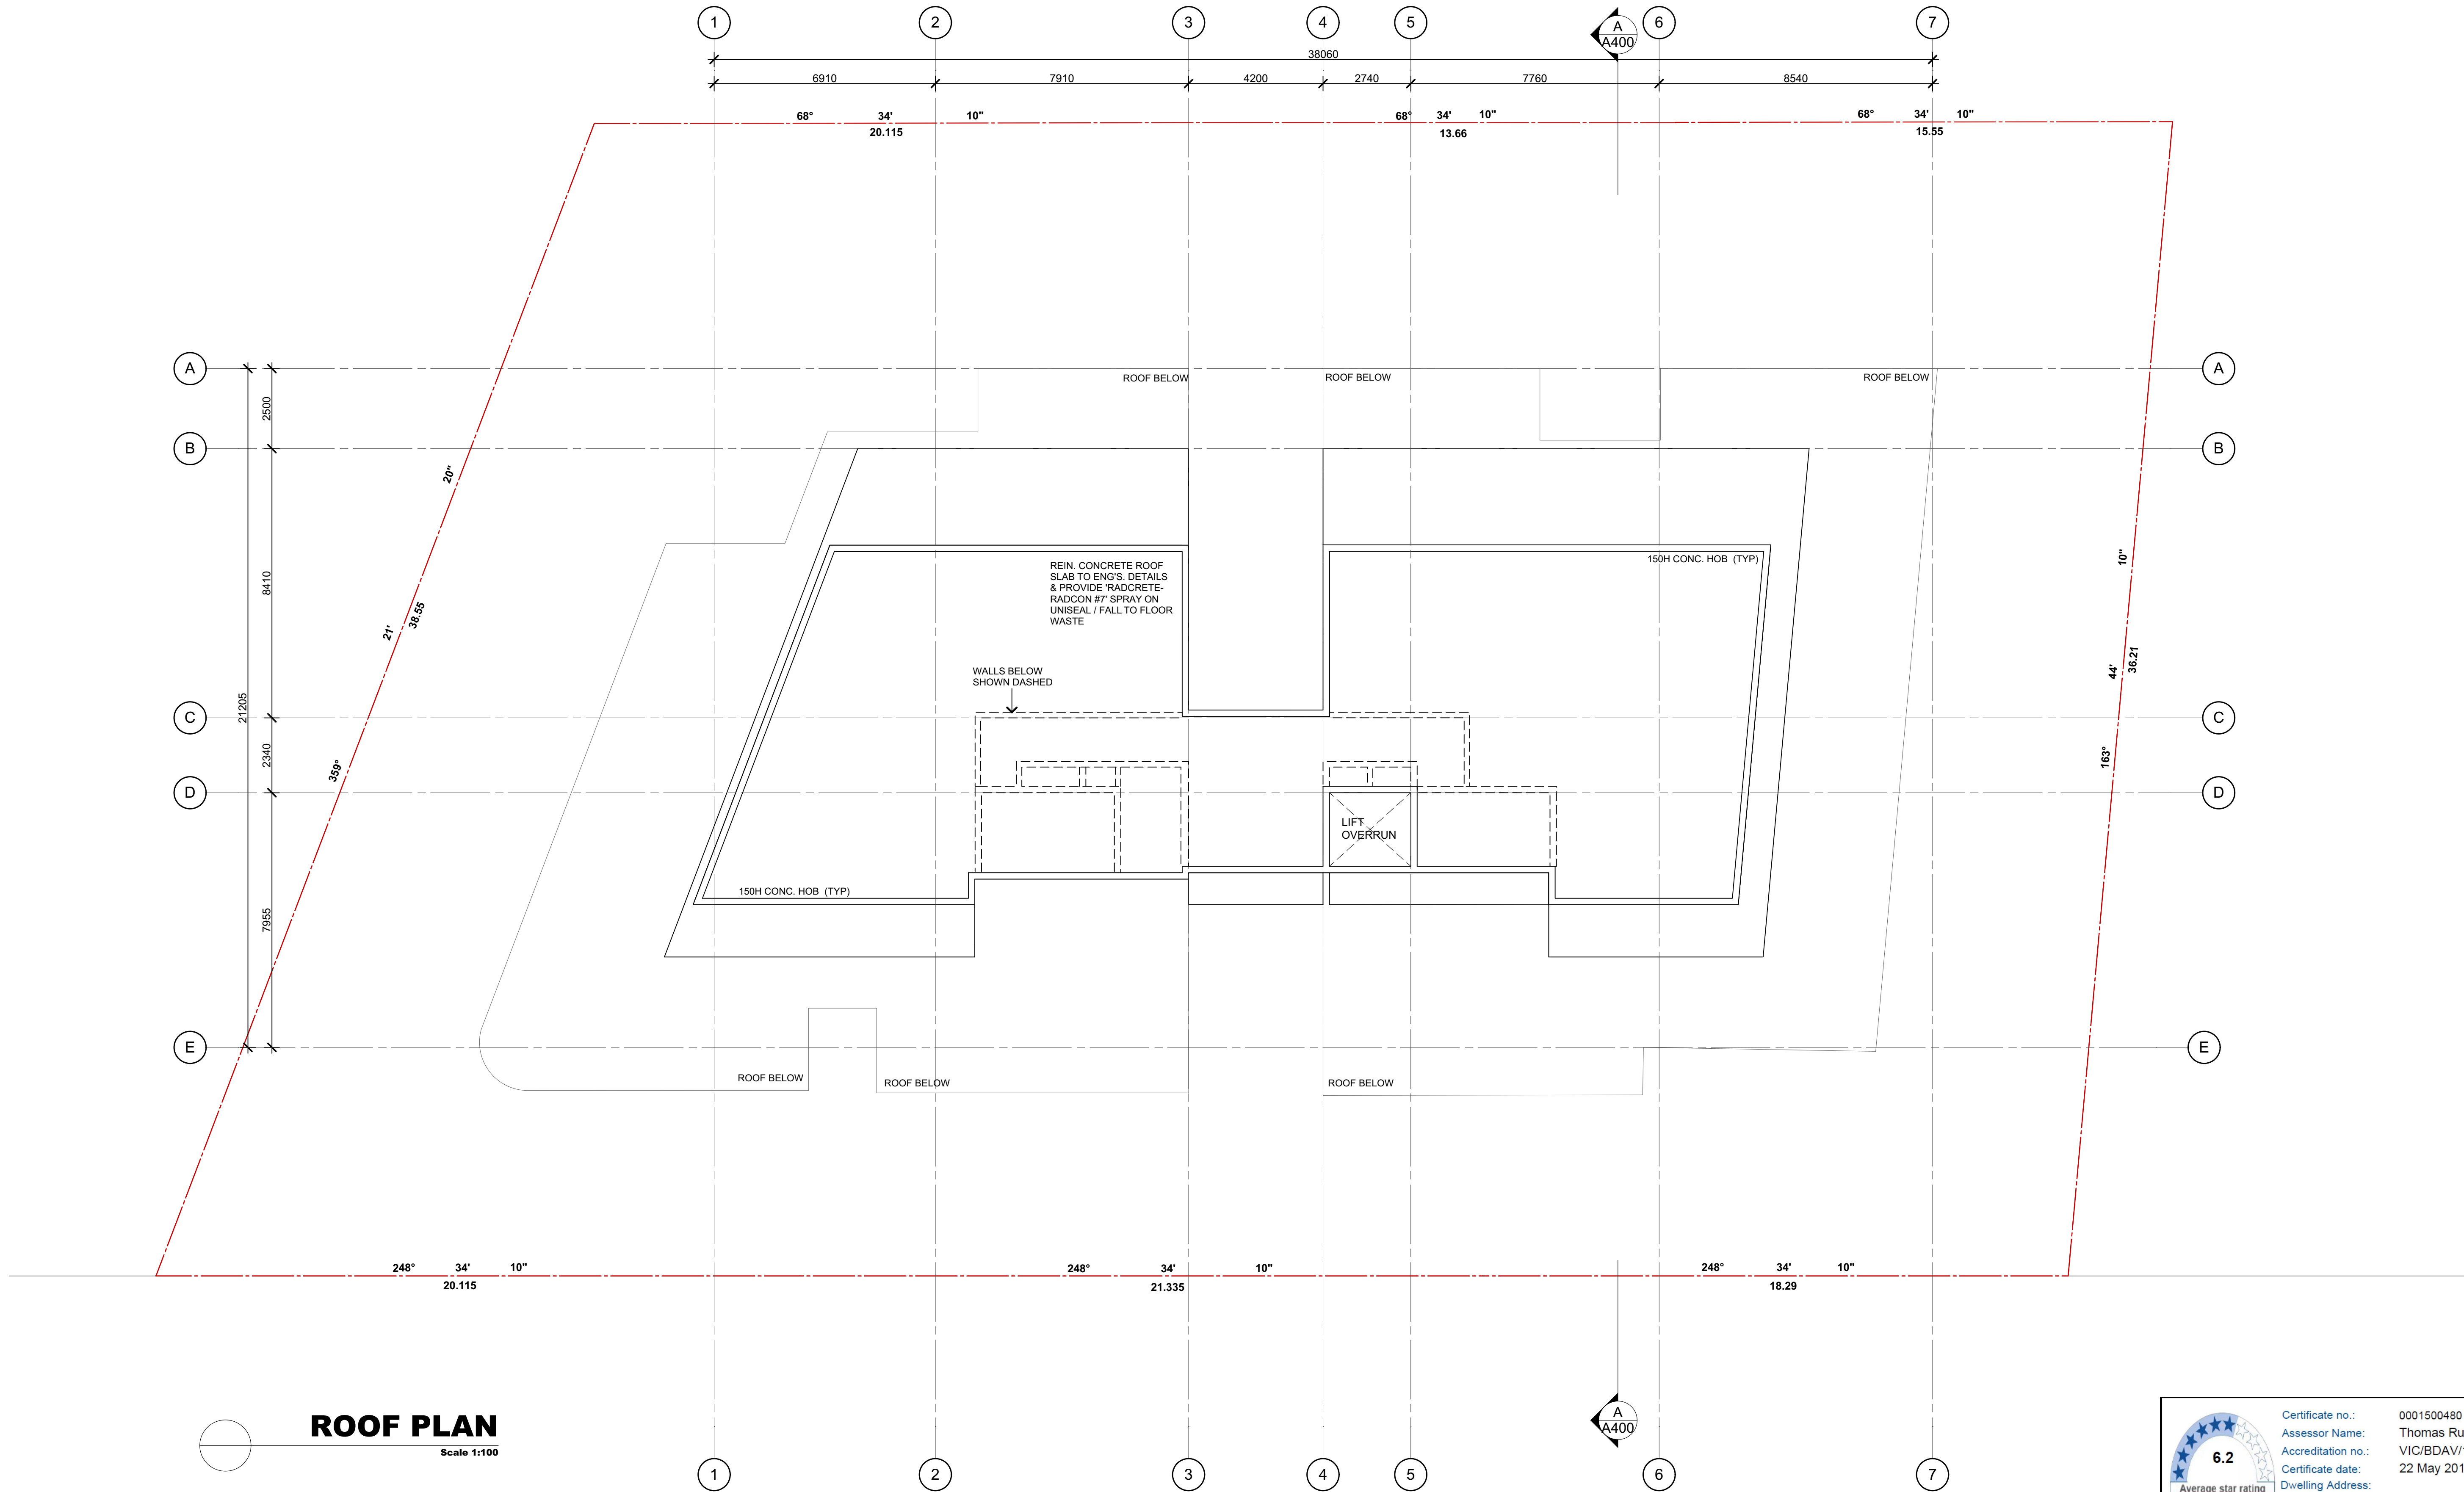 1 2 3 4 5 A A400 6 7
38060
6910 7910 4200 2740 7760 8540
68° 34' 10" 68° 34' 10" 68° 34' 10"
20.115 13.66 15.55
A A
ROOF BELOW ROOF BELOW ROOF BELOW
2500
B B
20"
150H CONC. HOB (TYP)
10"
REIN. CONCRETE ROOF
SLAB TO ENG'S. DETAILS
& PROVIDE 'RADCRETE-
RADCON #7' SPRAY ON
UNISEAL / FALL TO FLOOR
WASTE
8410
38.55
21'
WALLS BELOW
SHOWN DASHED
44'
36.21
21205
C C
2340
359°
163°
D D
LIFT
OVERRUN
150H CONC. HOB (TYP)
7955
E E
ROOF BELOW ROOF BELOW ROOF BELOW
248° 34' 10" 248° 34' 10" 248° 34' 10"
20.115 21.335 18.29
ROOF PLAN
Scale 1:100
A
A400
1 2 3 4 5 6 7
6.2
Average star rating
Certificate no.: 0001500480
Assessor Name: Thomas Ru
Accreditation no.: VIC/BDAV/
Certificate date: 22 May 201
Dwelling Address: